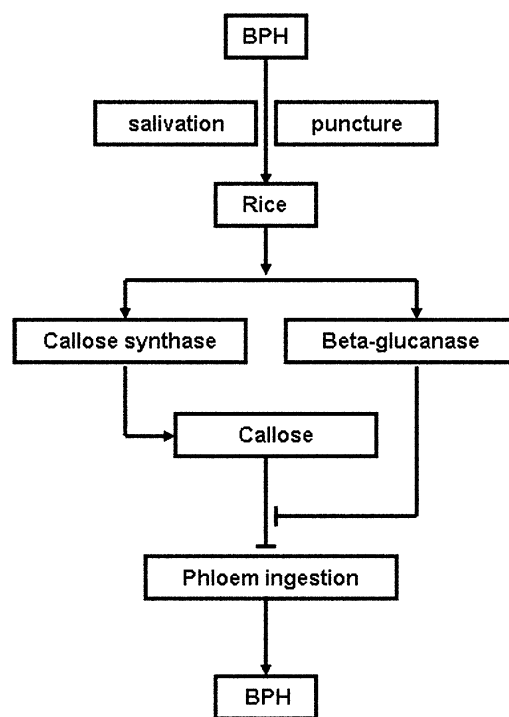 BPH
salivation
puncture
Rice
Callose synthase
Beta-glucanase
Callose
Phloem ingestion
BPH